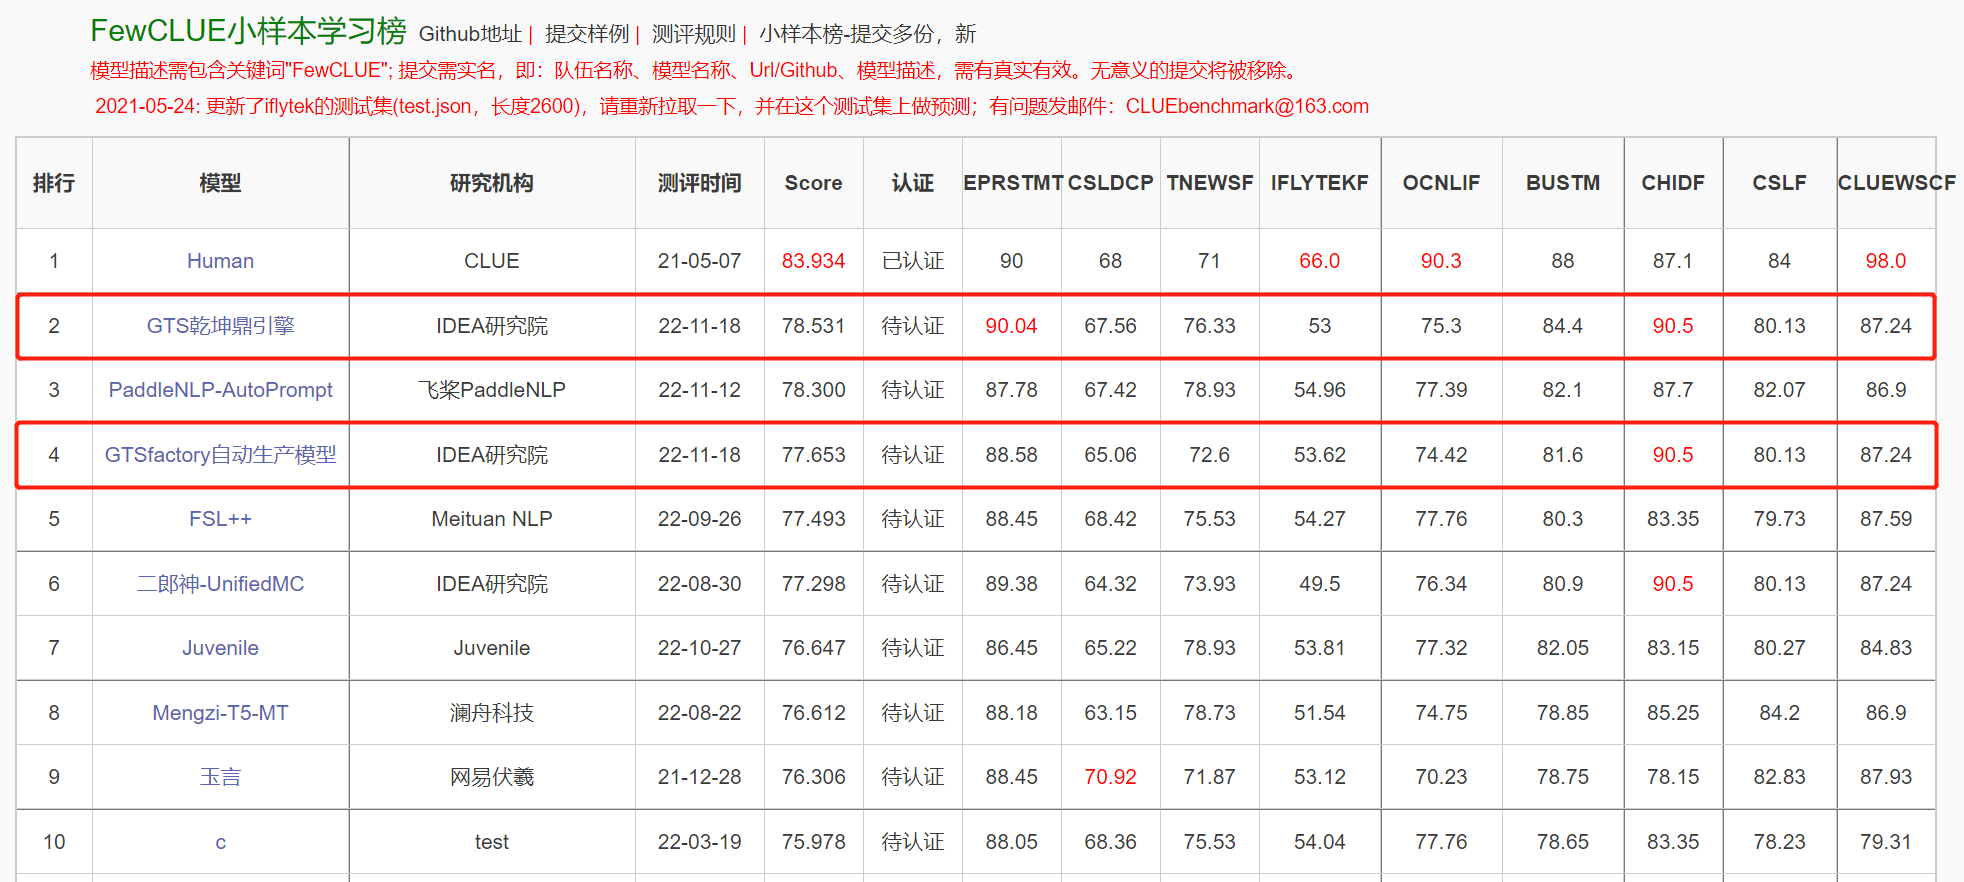 FewCLUE小样本学习榜 Github地址 | 提交样例 | 测评规则 | 小样本榜-提交多份，新
模型描述需包含关键词"FewCLUE"; 提交需实名，即：队伍名称、模型名称、Url/Github、模型描述，需有真实有效。无意义的提交将被移除。
2021-05-24: 更新了iflytek的测试集(test.json，长度2600)，请重新拉取一下，并在这个测试集上做预测；有问题发邮件：CLUEbenchmark@163.com
排行 模型 研究机构 测评时间 Score 认证 EPRSTMT CSLDCP TNEWSF IFLYTEKF OCNLIF BUSTM CHIDF CSLF CLUEWSCF
1 Human CLUE 21-05-07 83.934 已认证 90 68 71 66.0 90.3 88 87.1 84 98.0
2 GTS乾坤鼎引擎 IDEA研究院 22-11-18 78.531 待认证 90.04 67.56 76.33 53 75.3 84.4 90.5 80.13 87.24
3 PaddleNLP-AutoPrompt 飞桨PaddleNLP 22-11-12 78.300 待认证 87.78 67.42 78.93 54.96 77.39 82.1 87.7 82.07 86.9
4 GTSfactory自动生产模型 IDEA研究院 22-11-18 77.653 待认证 88.58 65.06 72.6 53.62 74.42 81.6 90.5 80.13 87.24
5 FSL++ Meituan NLP 22-09-26 77.493 待认证 88.45 68.42 75.53 54.27 77.76 80.3 83.35 79.73 87.59
6 二郎神-UnifiedMC IDEA研究院 22-08-30 77.298 待认证 89.38 64.32 73.93 49.5 76.34 80.9 90.5 80.13 87.24
7 Juvenile Juvenile 22-10-27 76.647 待认证 86.45 65.22 78.93 53.81 77.32 82.05 83.15 80.27 84.83
8 Mengzi-T5-MT 澜舟科技 22-08-22 76.612 待认证 88.18 63.15 78.73 51.54 74.75 78.85 85.25 84.2 86.9
9 玉言 网易伏羲 21-12-28 76.306 待认证 88.45 70.92 71.87 53.12 70.23 78.75 78.15 82.83 87.93
10 c test 22-03-19 75.978 待认证 88.05 68.36 75.53 54.04 77.76 78.65 83.35 78.23 79.31